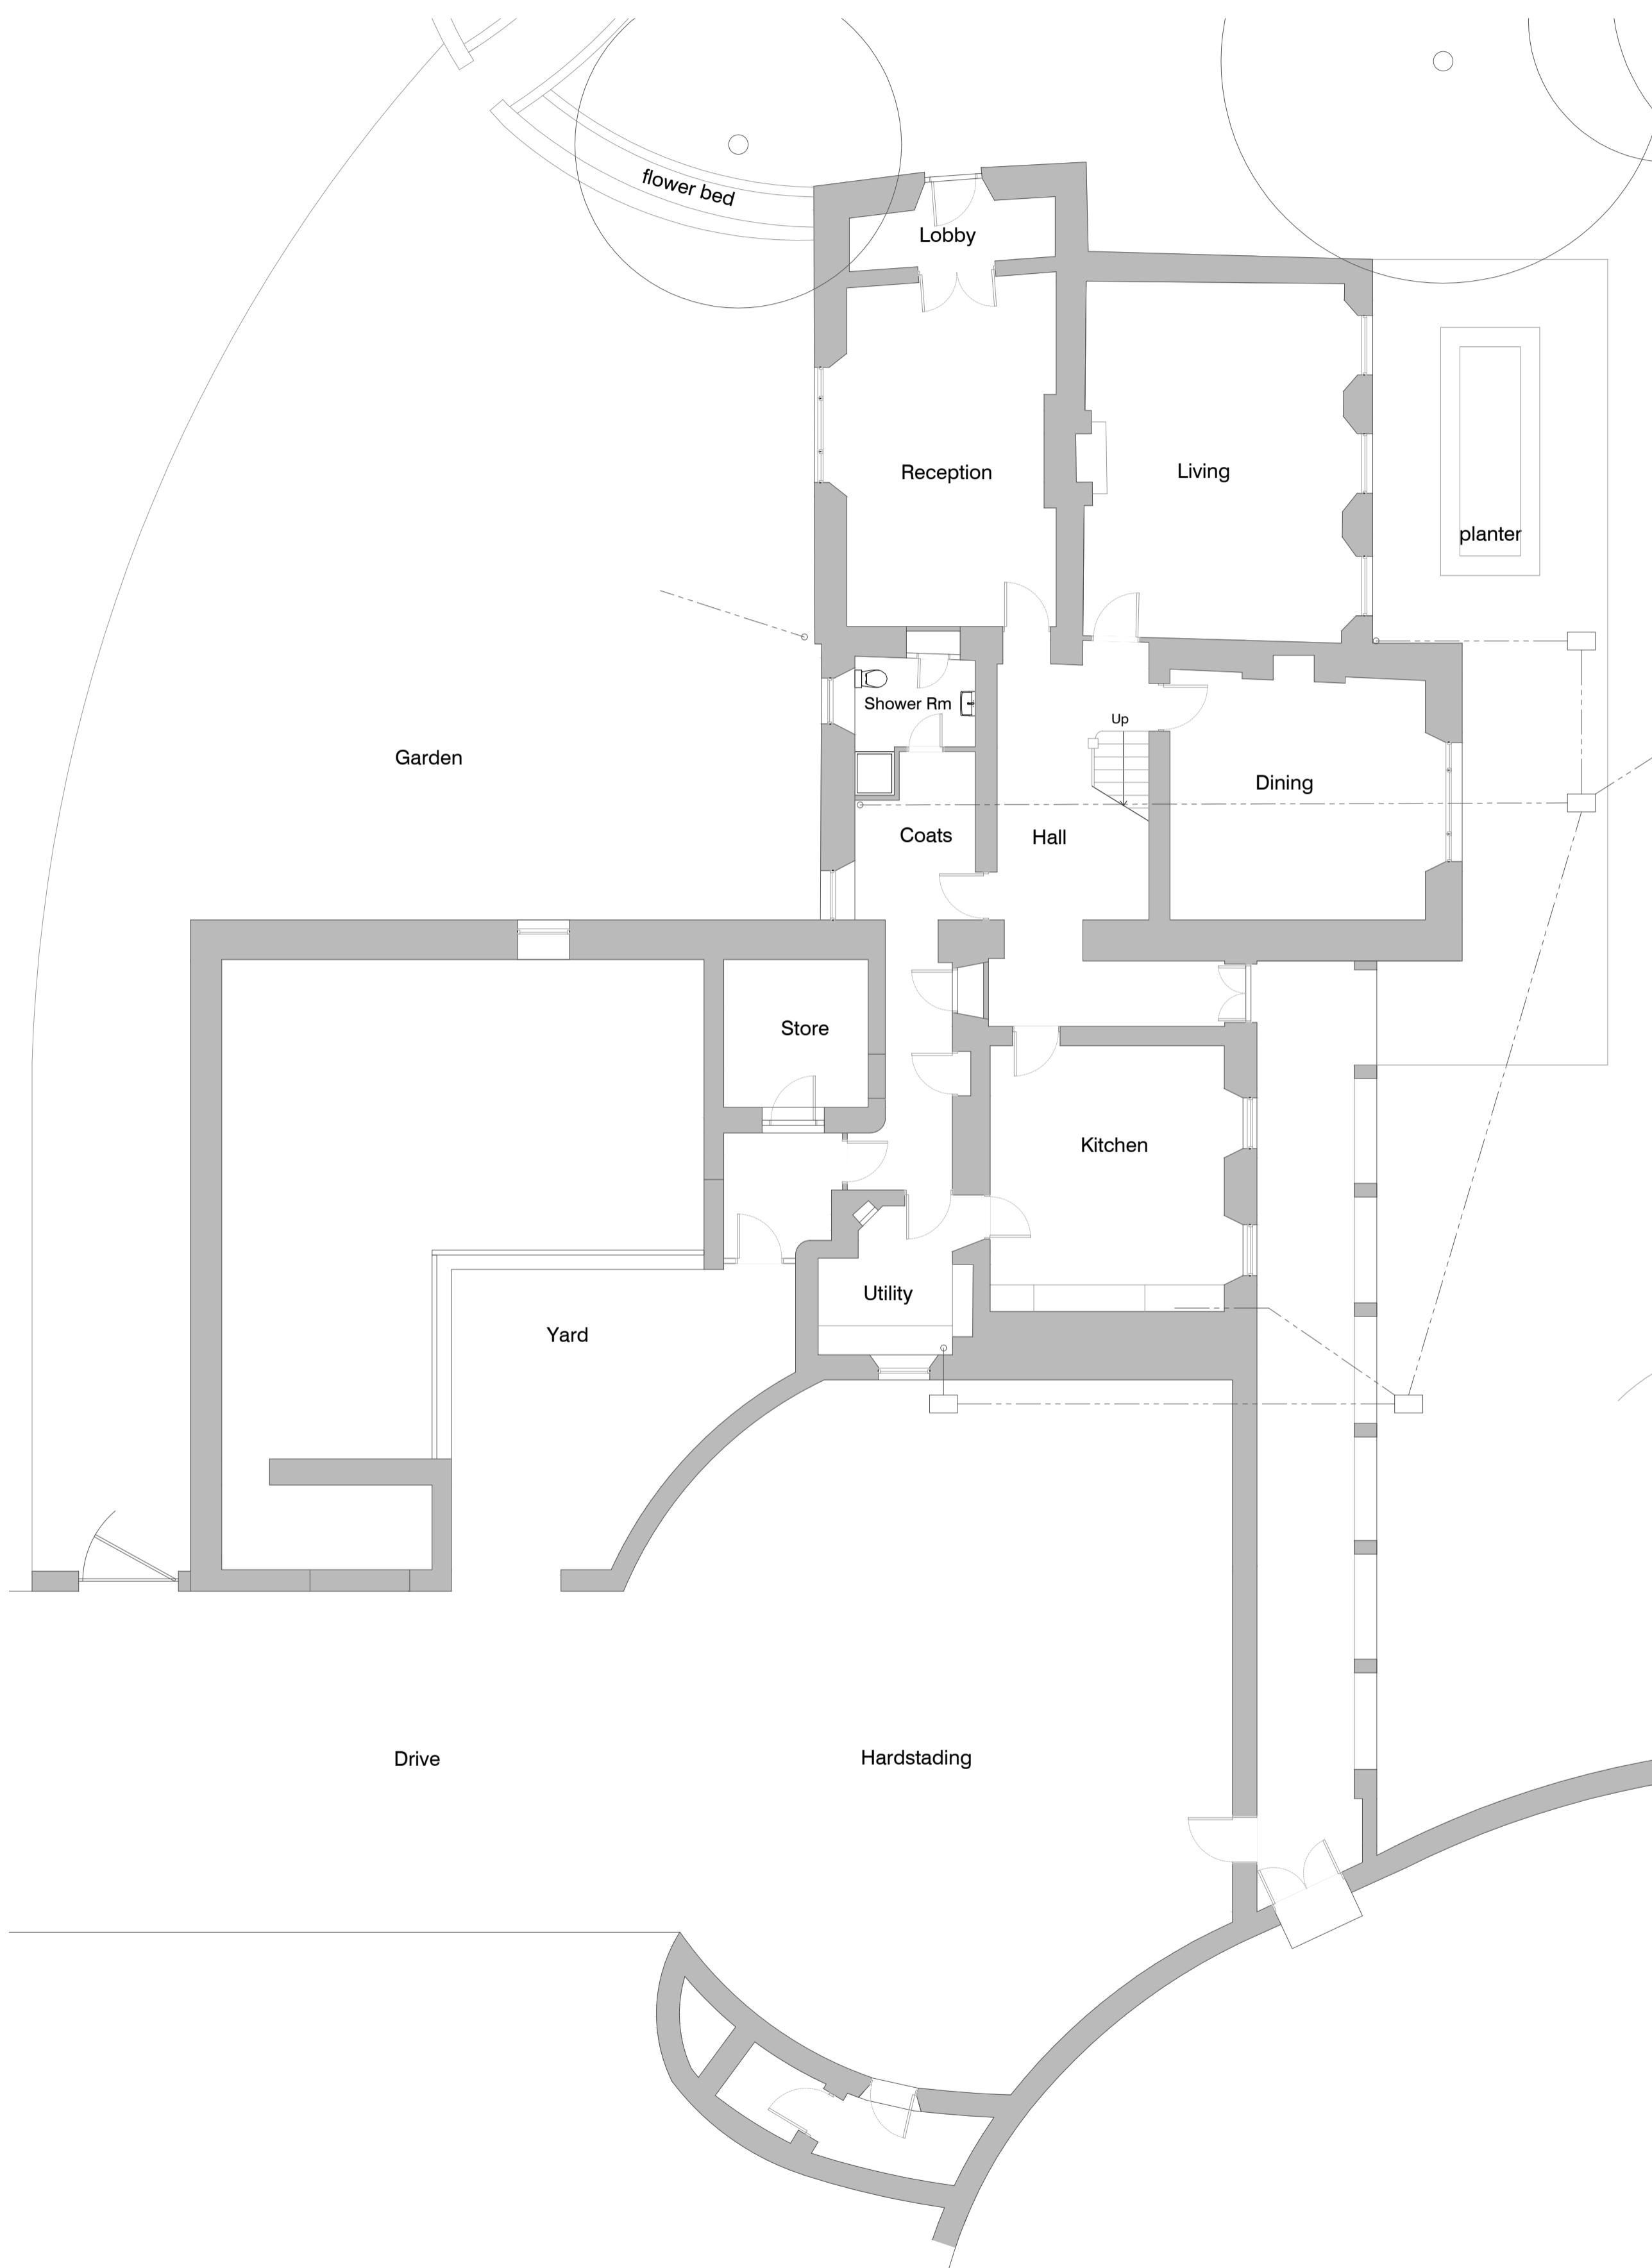 flower bed
Lobby
Reception
Living
planter
Shower Rm
Up
Garden
Dining
Coats
Hall
Store
Kitchen
Utility
Yard
Drive
Hardstading